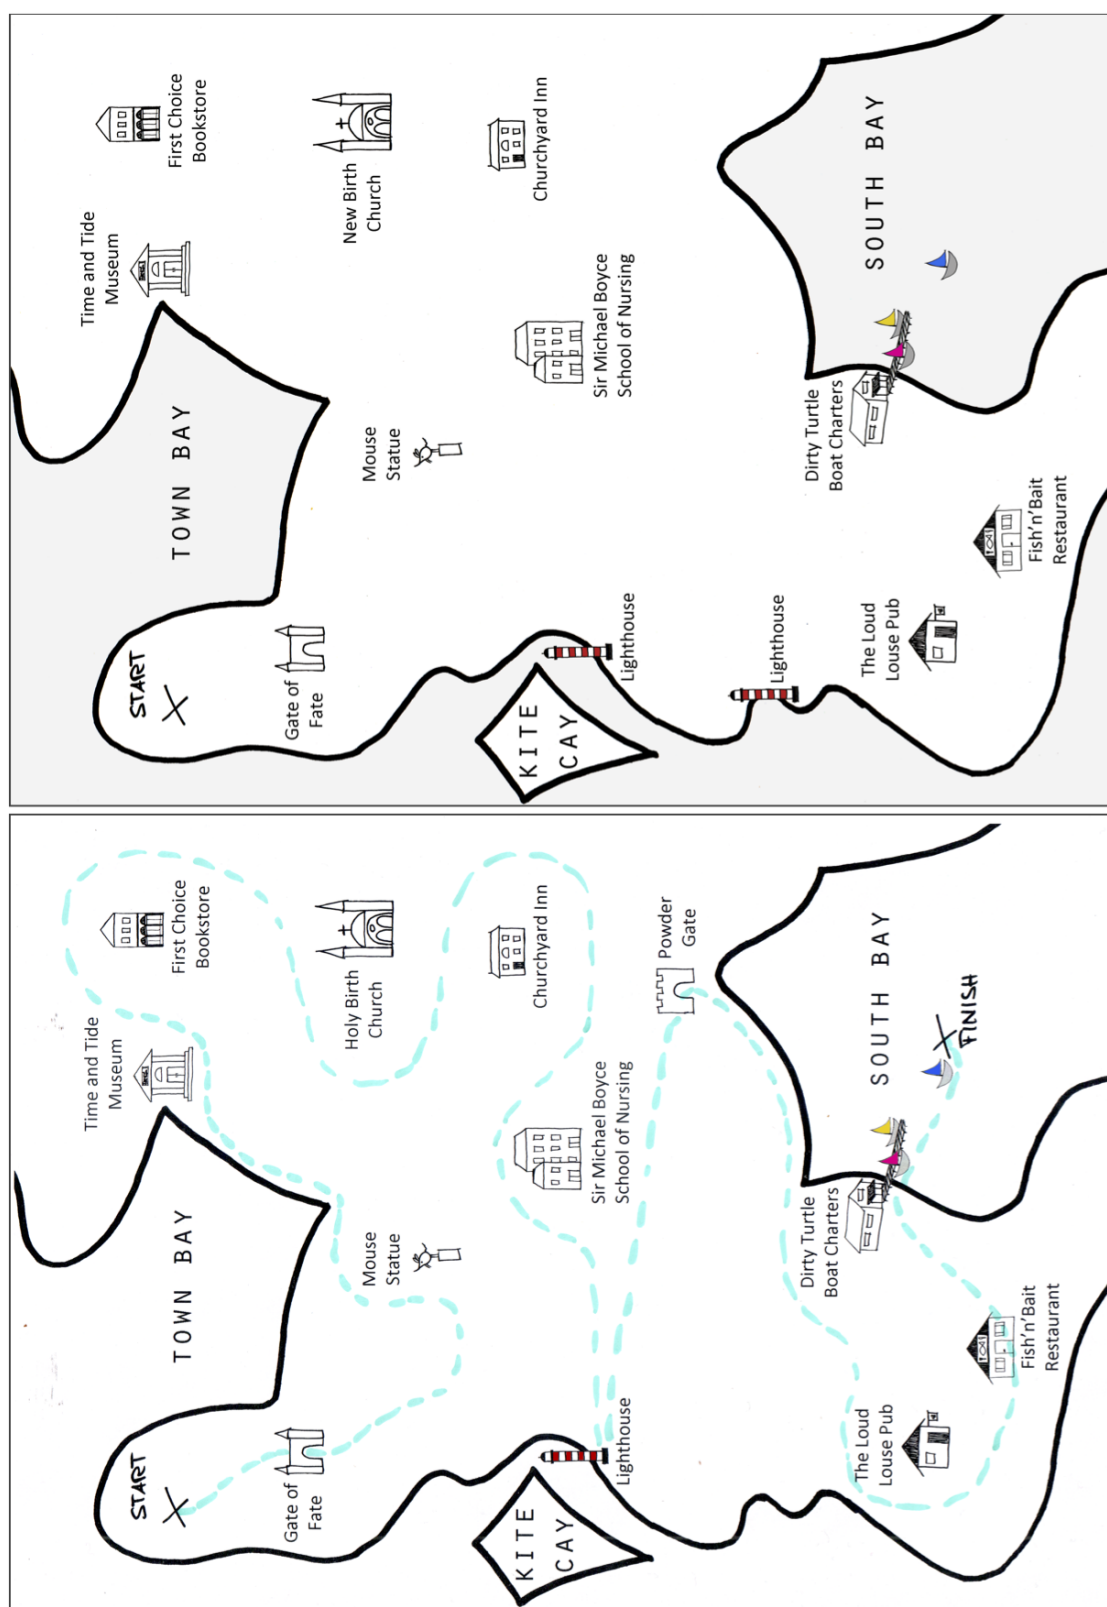 START
Gate of
Fate
TOWN BAY
Time and Tide
Museum
First Choice
Bookstore
New Birth
Church
Mouse
Statue
Churchyard Inn
Sir Michael Boyce
School of Nursing
KITE
CAY
Lighthouse
Lighthouse
The Loud
Louse Pub
Fish'n'Bait
Restaurant
Dirty Turtle
Boat Charters
SOUTH BAY
START
Gate of
Fate
TOWN BAY
Time and Tide
Museum
First Choice
Bookstore
Holy Birth
Church
Mouse
Statue
Churchyard Inn
Sir Michael Boyce
School of Nursing
Powder
Gate
KITE
CAY
Lighthouse
The Loud
Louse Pub
Fish'n'Bait
Restaurant
Dirty Turtle
Boat Charters
SOUTH BAY
FINISH